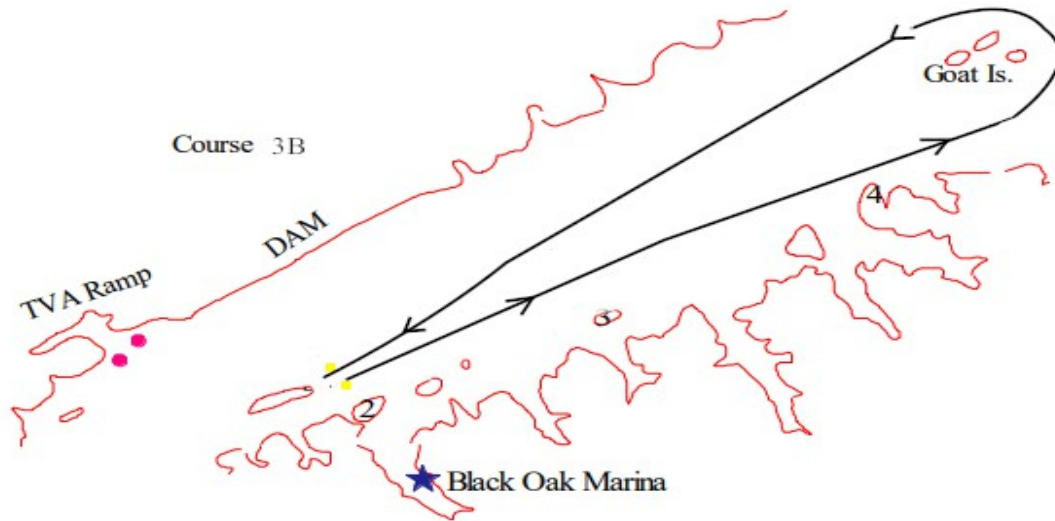 Goat Is.
Course 3B
4
DAM
TVA Ramp
3
2
Black Oak Marina